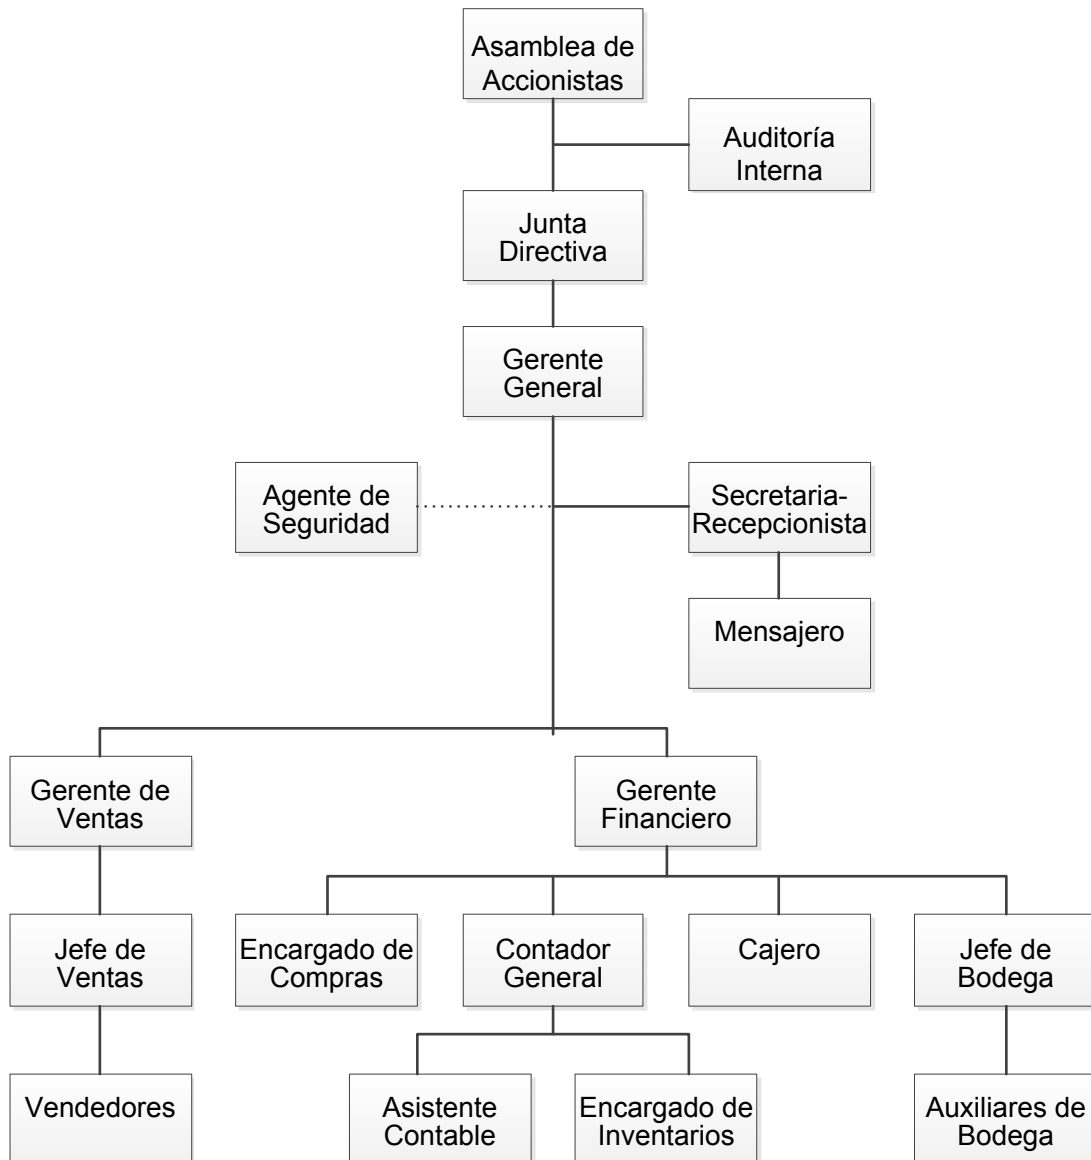 Asamblea de
Accionistas
Auditoría
Interna
Junta
Directiva
Gerente
General
Agente de
Seguridad
Secretaria-
Recepcionista
Mensajero
Gerente de
Ventas
Gerente
Financiero
Jefe de
Ventas
Encargado de
Compras
Contador
General
Cajero
Jefe de
Bodega
Vendedores
Asistente
Contable
Encargado de
Inventarios
Auxiliares de
Bodega